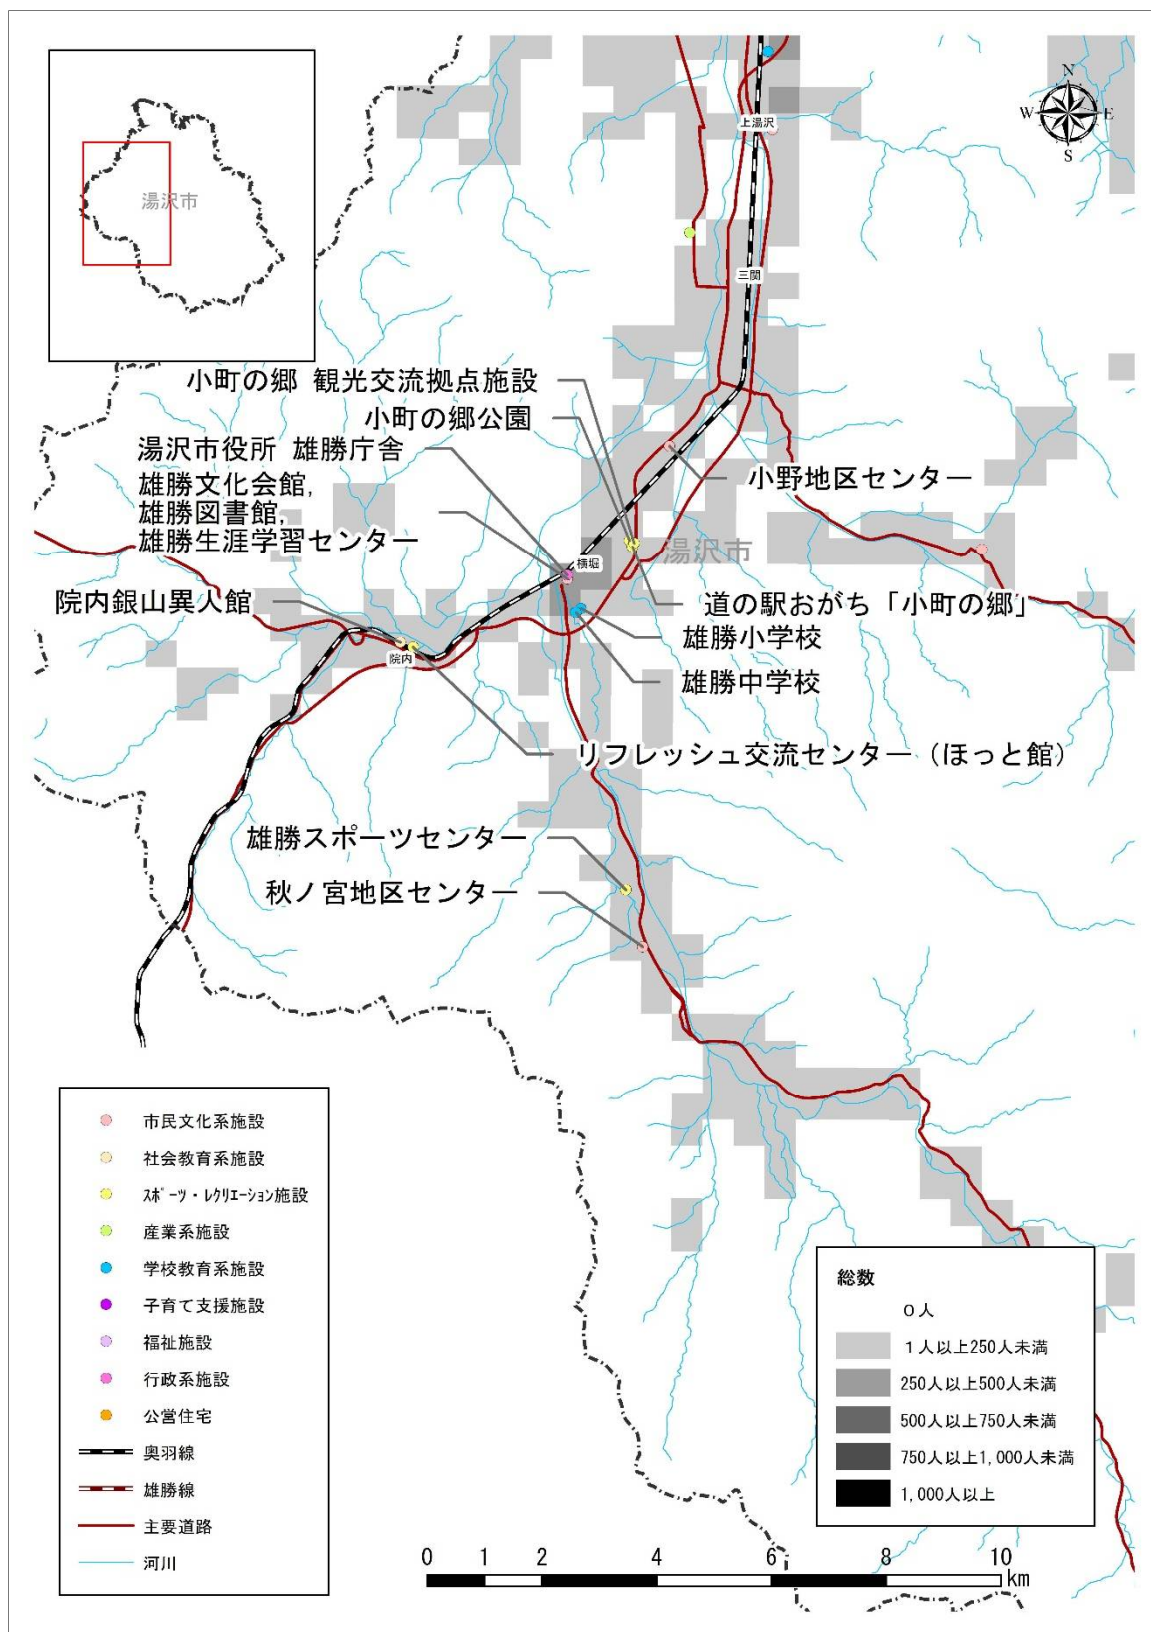 N
W
E
S
湯沢市
上湯沢
三関
小町の郷 観光交流拠点施設
小町の郷公園
湯沢市役所 雄勝庁舎
雄勝文化会館,
雄勝図書館,
雄勝生涯学習センター
小野地区センター
湯沢市
横堀
院内銀山異人館
道の駅おがち「小町の郷」
雄勝小学校
院内
雄勝中学校
リフレッシュ交流センター（ほっと館）
雄勝スポーツセンター
秋ノ宮地区センター
市民文化系施設
社会教育系施設
ｽﾎﾟｰﾂ・ﾚｸﾘｴｰｼｮﾝ施設
産業系施設
学校教育系施設
子育て支援施設
福祉施設
行政系施設
公営住宅
奥羽線
雄勝線
主要道路
河川
総数
０人
１人以上250人未満
250人以上500人未満
500人以上750人未満
750人以上1,000人未満
1,000人以上
0 1 2 4 6 8 10
km